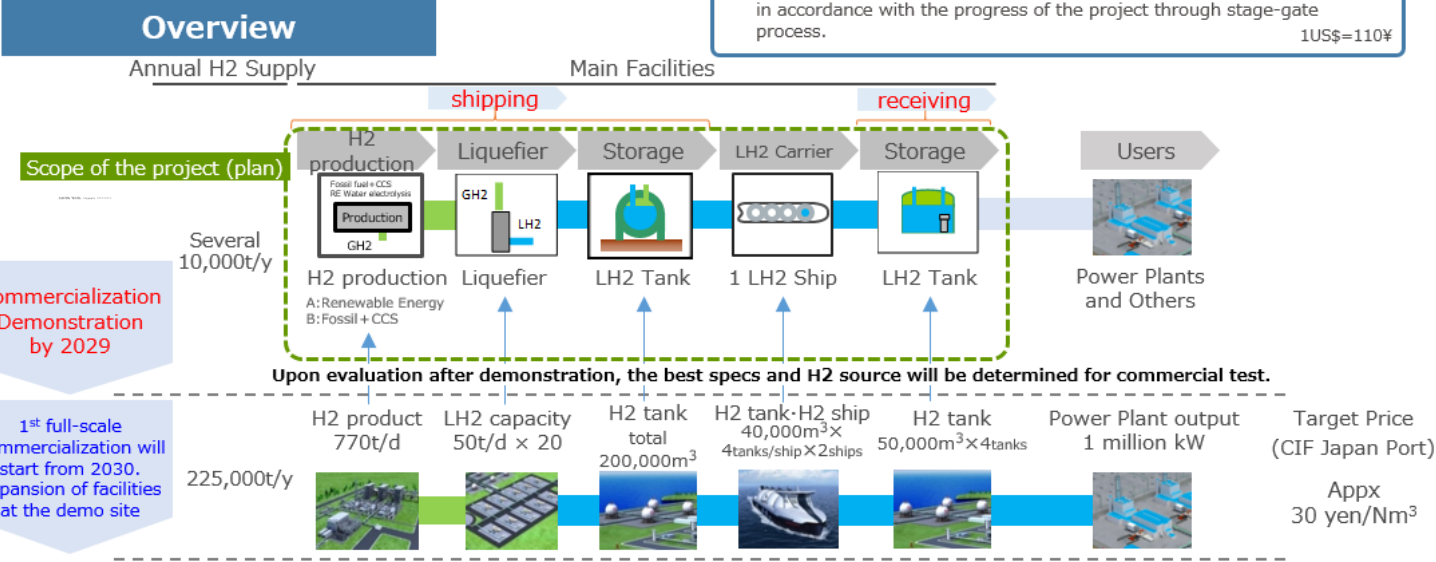 in accordance with the progress of the project through stage-gate
process.
1US$=110¥
Overview
Annual H2 Supply
Main Facilities
shipping
receiving
Scope of the project (plan)
H2
production
Liquefier
Storage
LH2 Carrier
Storage
Users
Fossil fuel+CCS
RE Water electrolysis
Production
GH2
GH2
LH2
Several
10,000t/y
H2 production
Liquefier
LH2 Tank
1 LH2 Ship
LH2 Tank
Power Plants
and Others
A:Renewable Energy
B:Fossil+CCS
ommercialization
Demonstration
by 2029
Upon evaluation after demonstration, the best specs and H2 source will be determined for commercial test.
1st full-scale
mmercialization will
start from 2030.
pansion of facilities
at the demo site
225,000t/y
H2 product
770t/d
LH2 capacity
50t/d × 20
H2 tank
total
200,000m³
H2 tank·H2 ship
40,000m³×
4tanks/ship×2ships
H2 tank
50,000m³×4tanks
Power Plant output
1 million kW
Target Price
(CIF Japan Port)
Appx
30 yen/Nm³